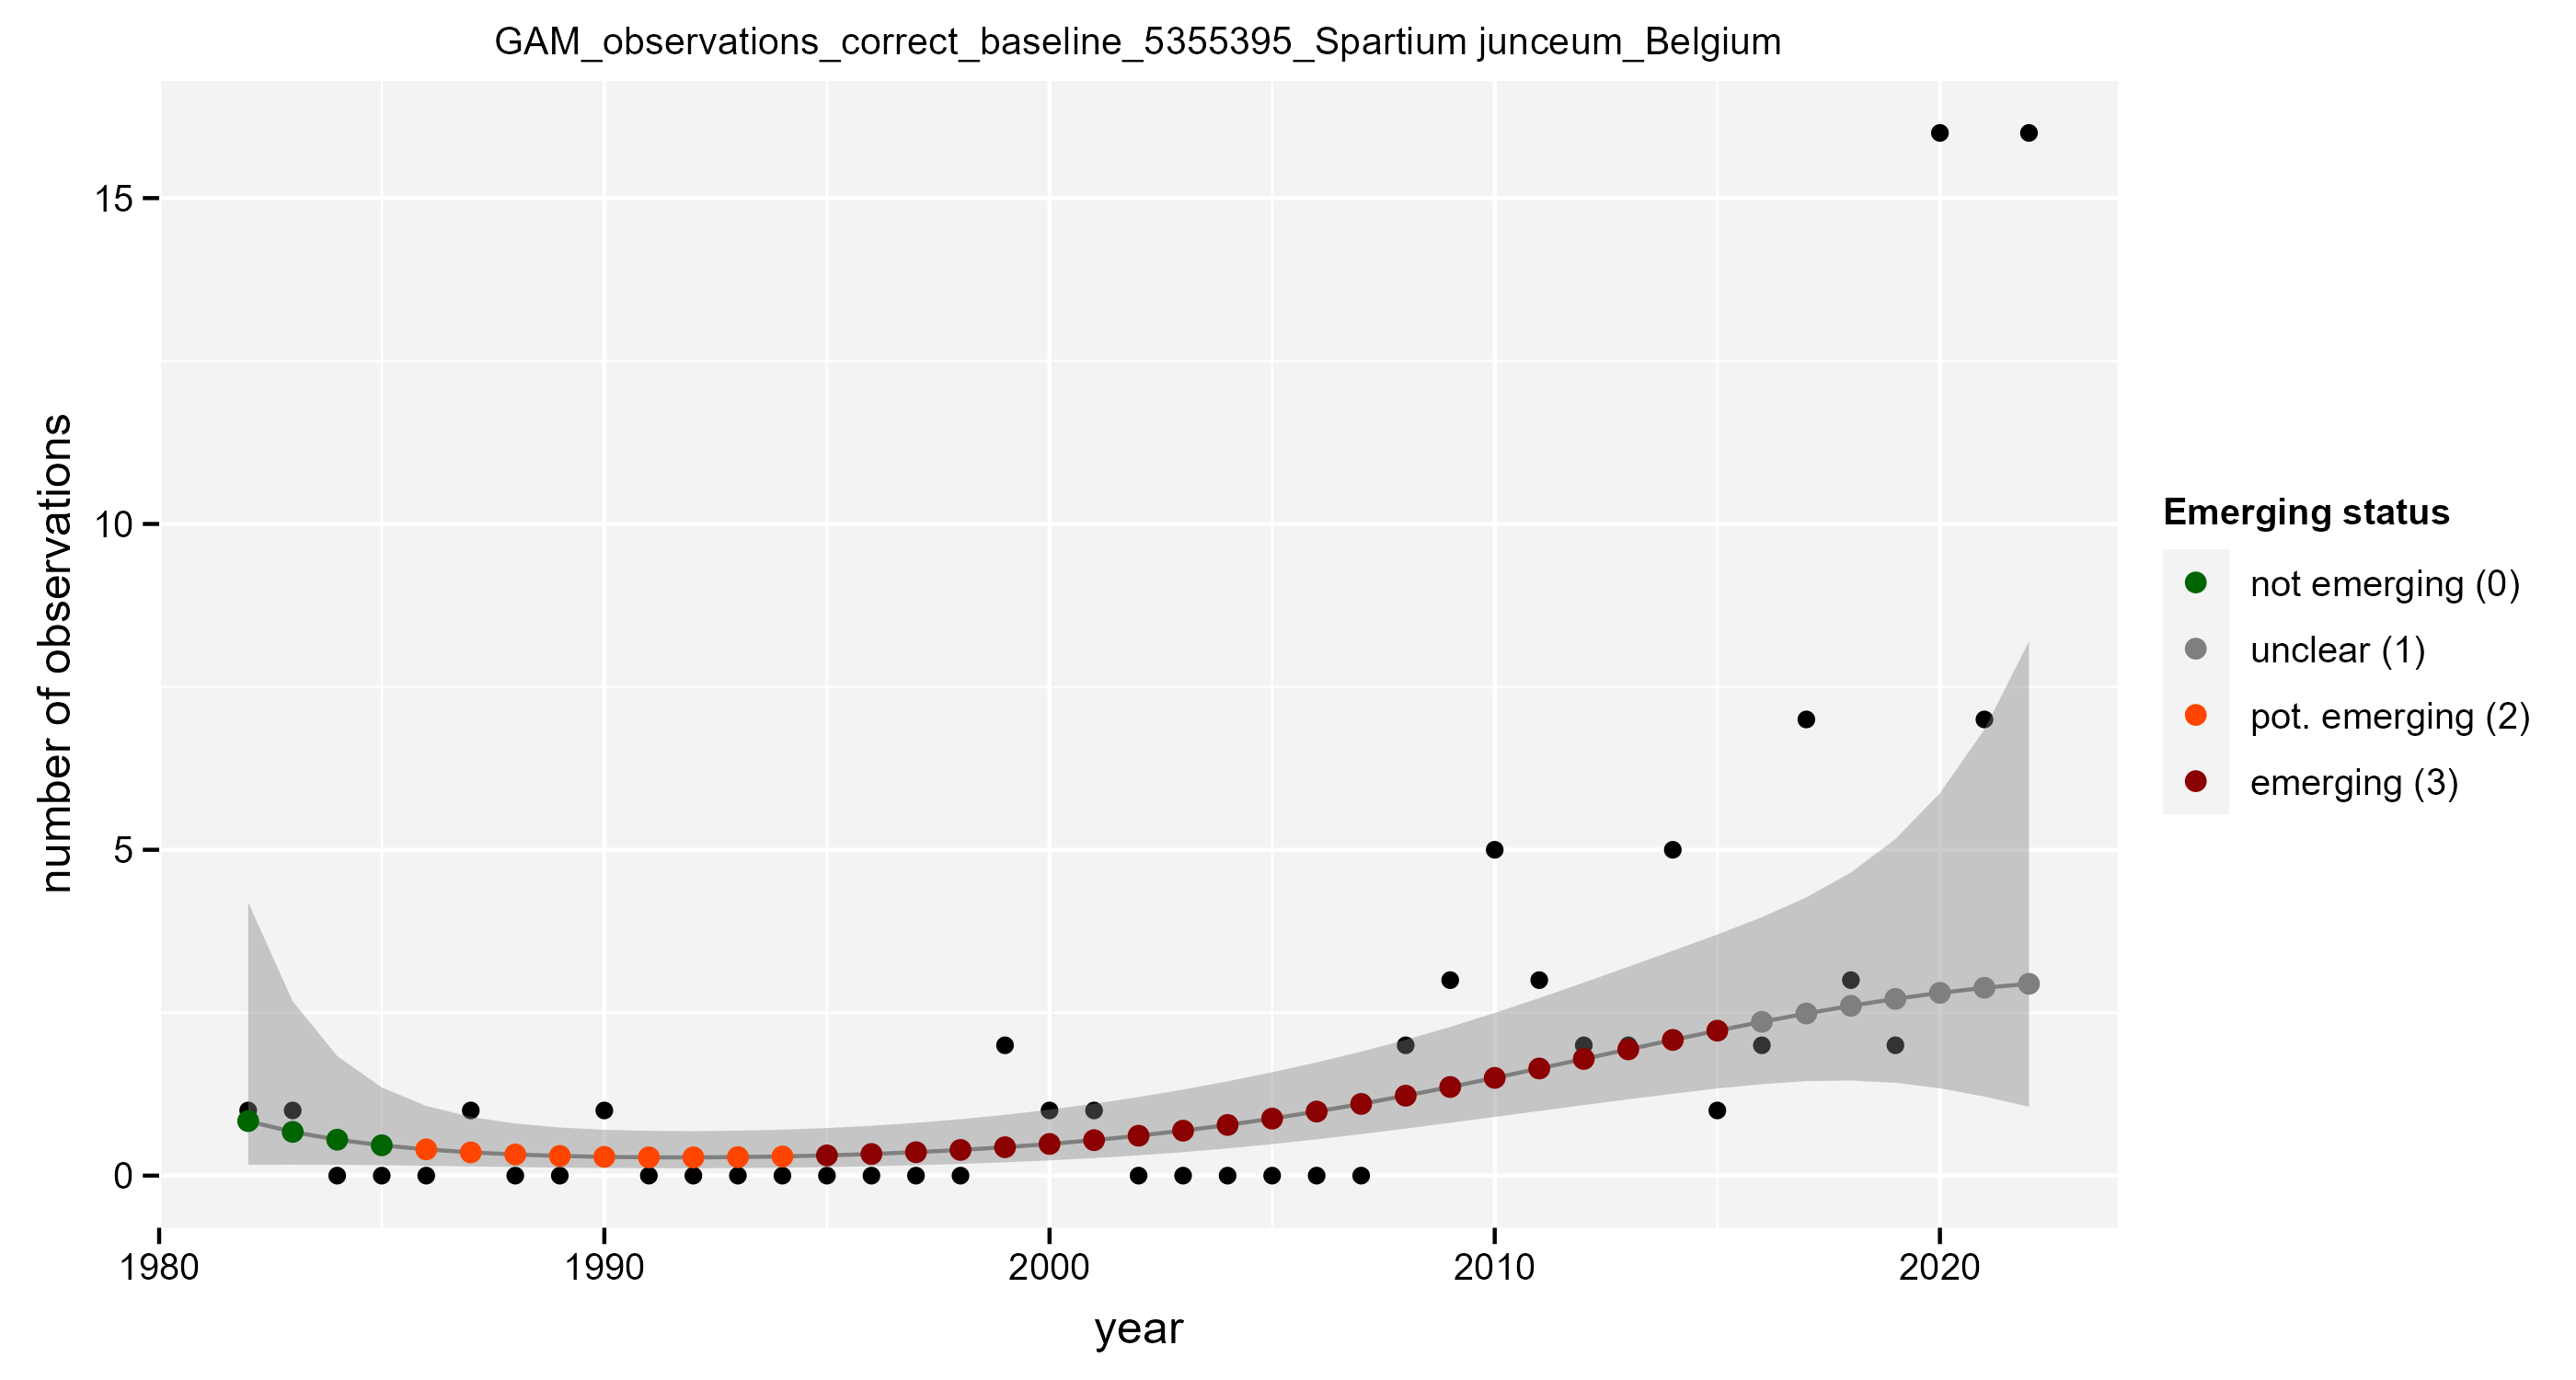 GAM_observations_correct_baseline_5355395_Spartium junceum_Belgium
number of observations
15
10
5
0
1980
1990
2000
2010
2020
year
Emerging status
not emerging (0)
unclear (1)
pot. emerging (2)
emerging (3)